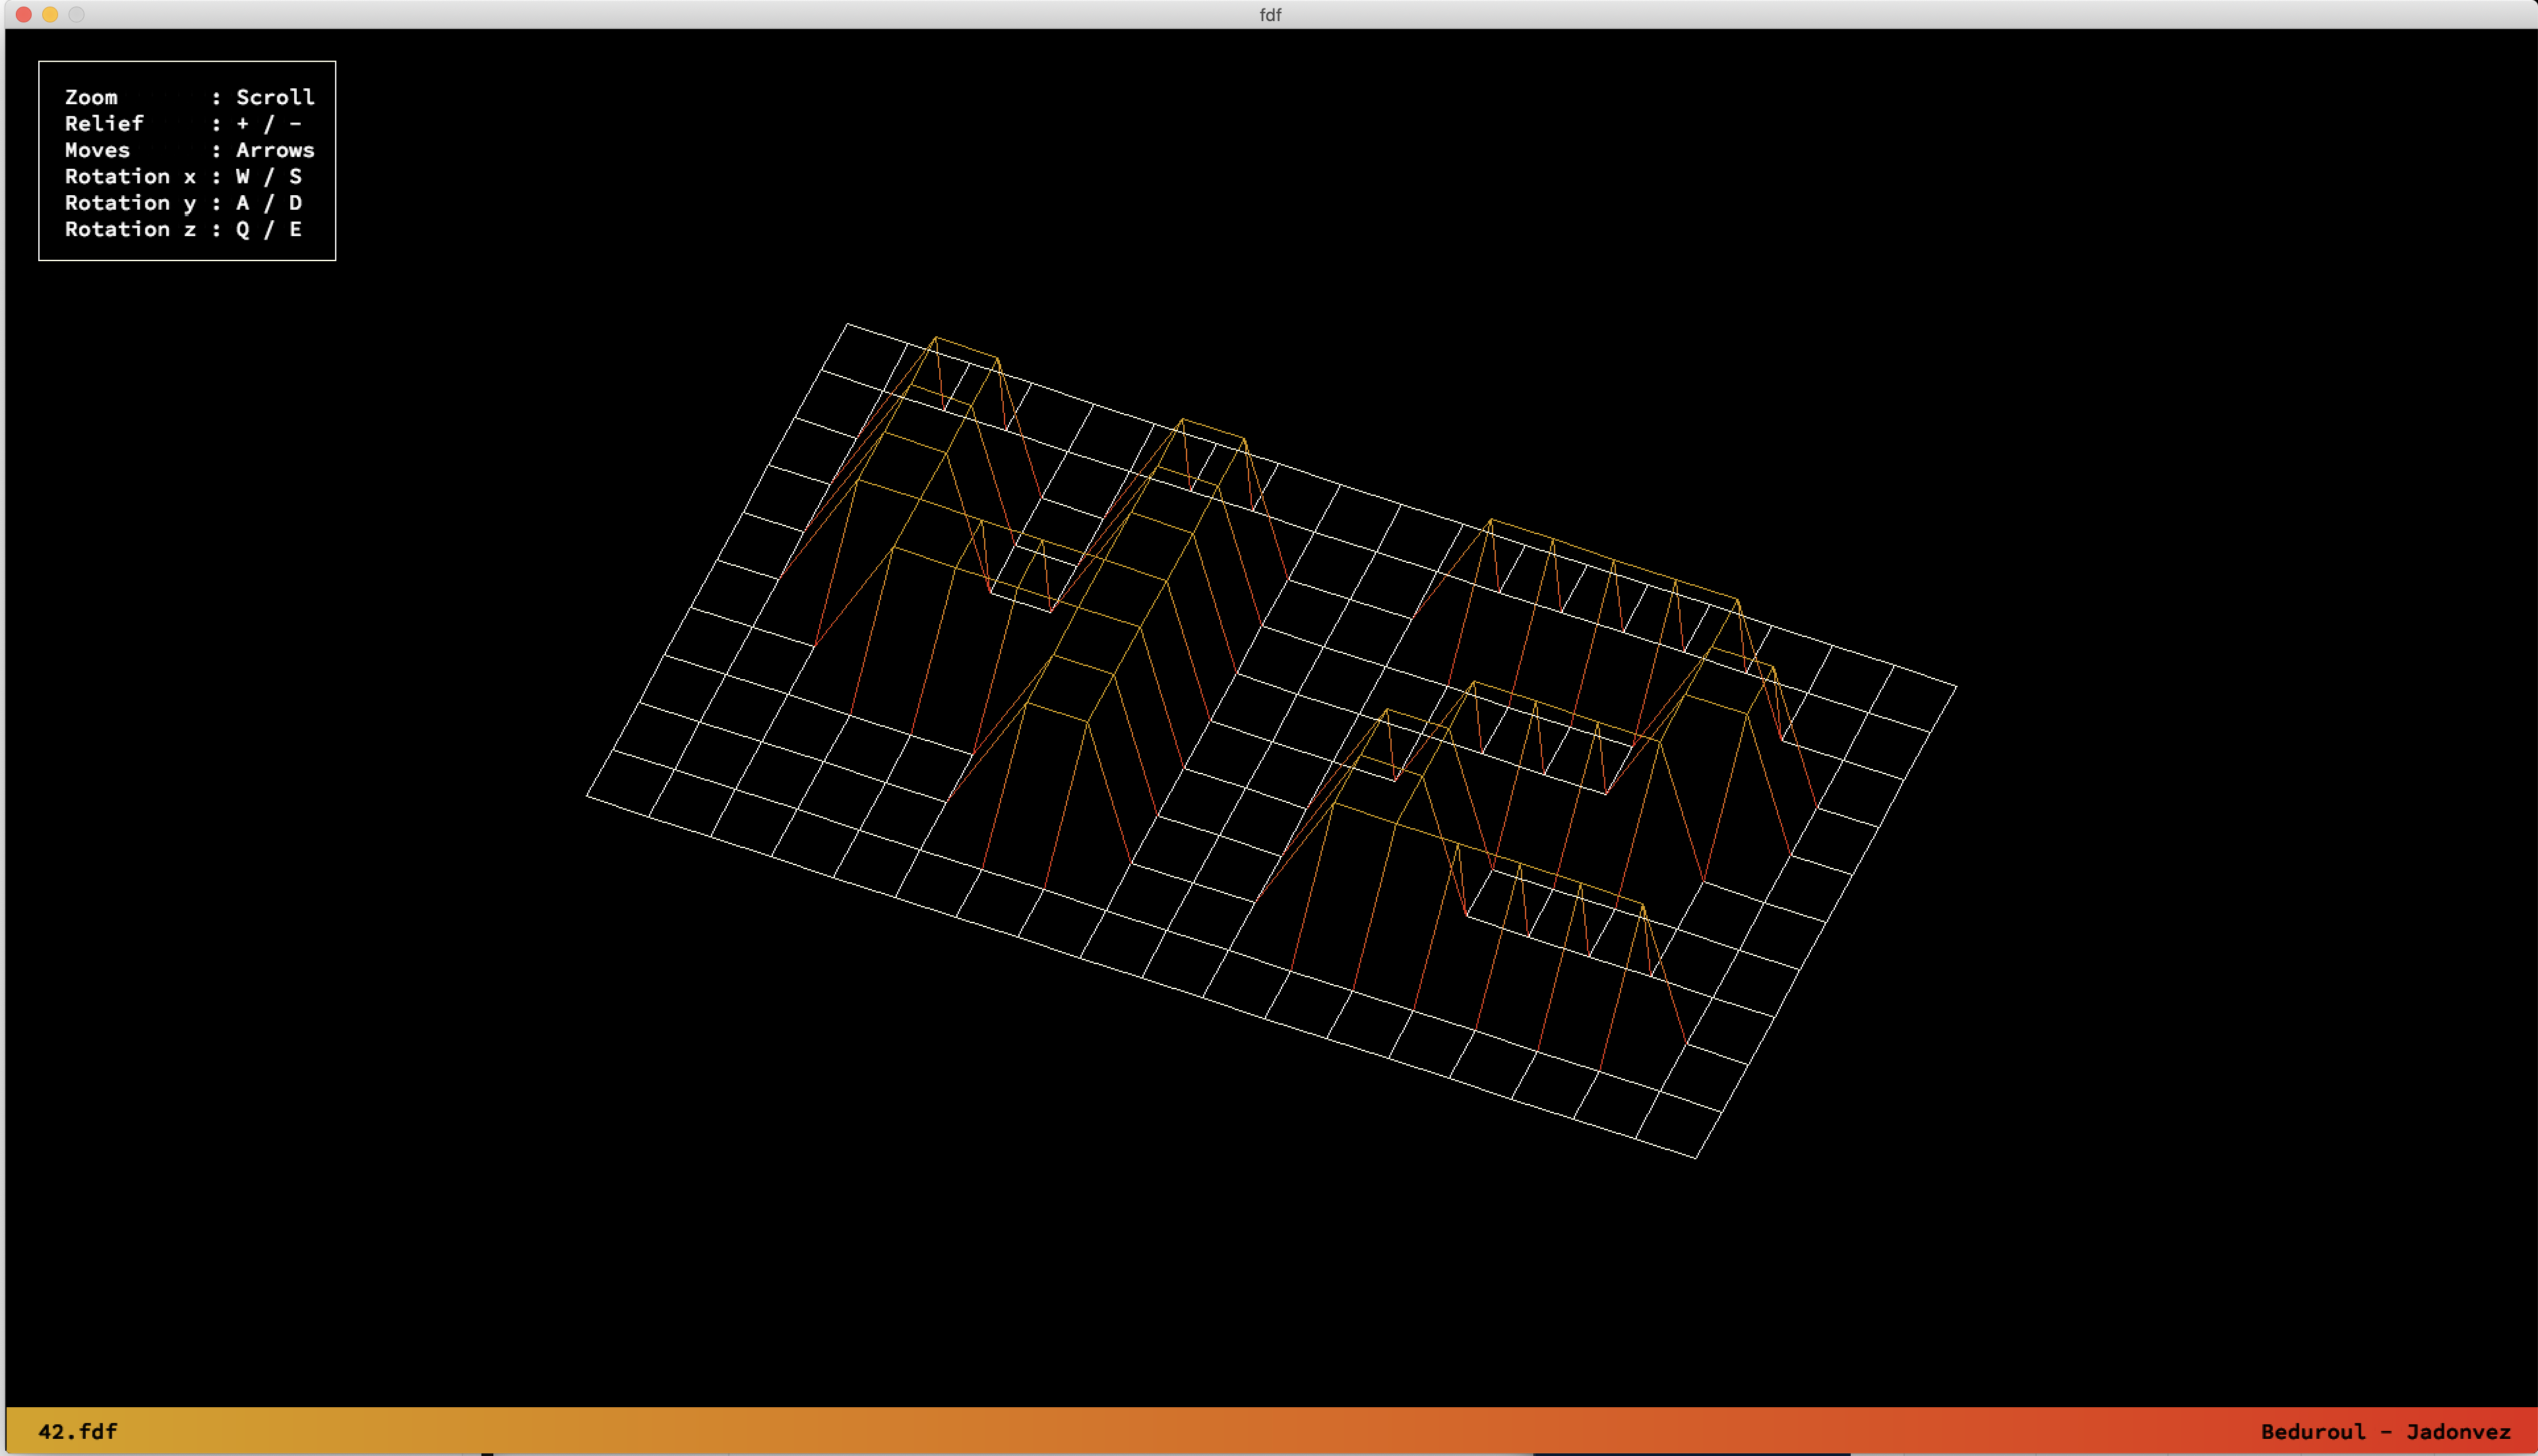 fdf
Zoom : Scroll
Relief : + / -
Moves : Arrows
Rotation x : W / S
Rotation y : A / D
Rotation z : Q / E
42.fdf
Beduroul - Jadonvez